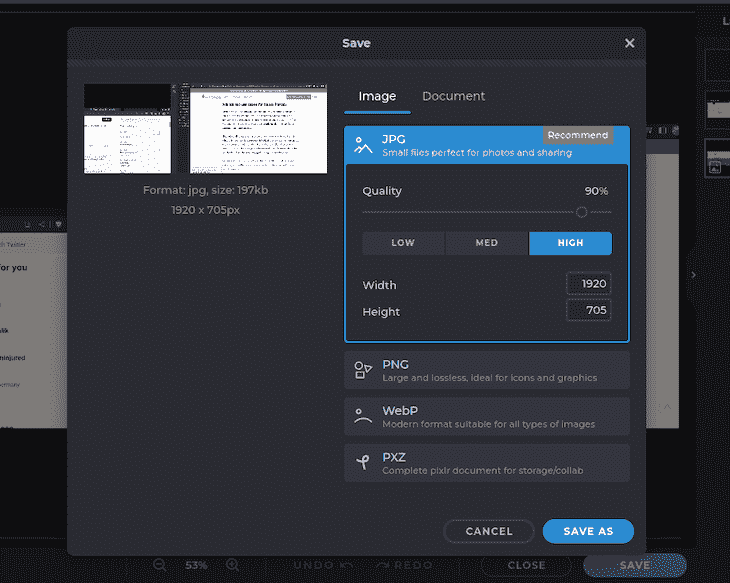 Save
Image
Document
JPG
Recommend
Small files perfect for photos and sharing
Format: jpg, size: 197kb
1920 x 705px
Quality
90%
LOW
MED
HIGH
Width
1920
Height
705
PNG
Large and lossless, ideal for icons and graphics
WebP
Modern format suitable for all types of images
PXZ
Complete pixlr document for storage/collab
CANCEL
SAVE AS
Twitter
for you
ninjured
53%
UNDO
REDO
CLOSE
SAVE